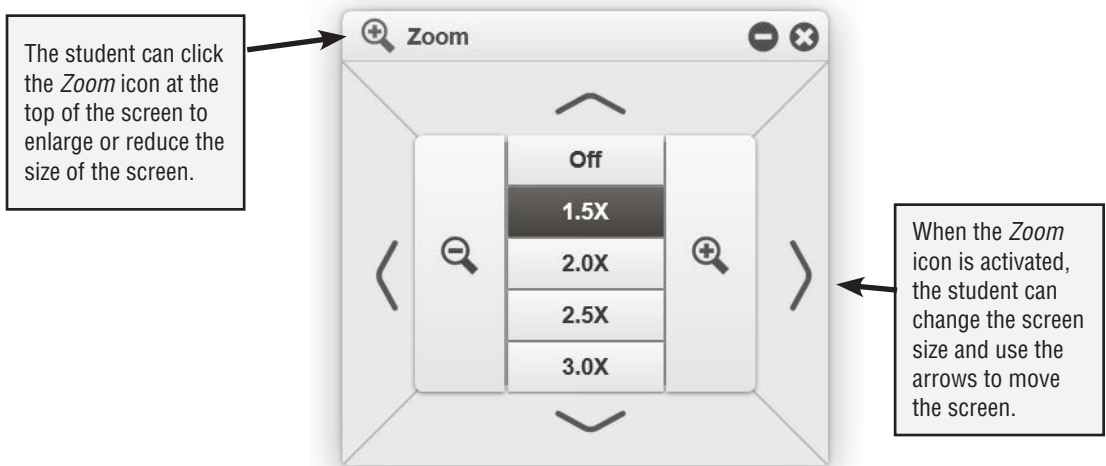 The student can click
the Zoom icon at the
top of the screen to
enlarge or reduce the
size of the screen.
Zoom
Off
1.5X
2.0X
2.5X
3.0X
When the Zoom
icon is activated,
the student can
change the screen
size and use the
arrows to move
the screen.